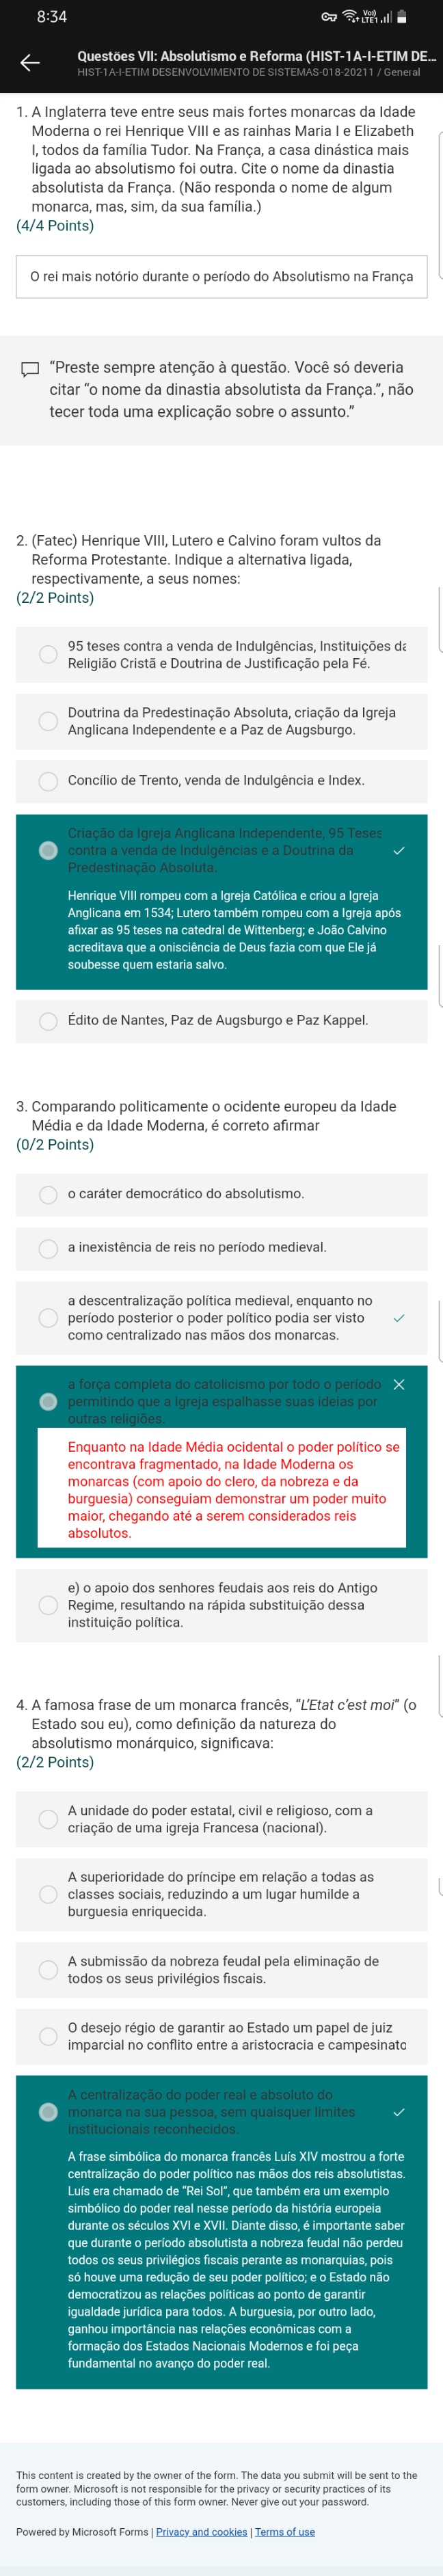 8:34
Vo))
LTE1
Questões VII: Absolutismo e Reforma (HIST-1A-I-ETIM DE...
HIST-1A-I-ETIM DESENVOLVIMENTO DE SISTEMAS-018-20211 / General
1. A Inglaterra teve entre seus mais fortes monarcas da Idade
Moderna o rei Henrique VIII e as rainhas Maria I e Elizabeth
I, todos da família Tudor. Na França, a casa dinástica mais
ligada ao absolutismo foi outra. Cite o nome da dinastia
absolutista da França. (Não responda o nome de algum
monarca, mas, sim, da sua família.)
(4/4 Points)
O rei mais notório durante o período do Absolutismo na França
“Preste sempre atenção à questão. Você só deveria
citar “o nome da dinastia absolutista da França.”, não
tecer toda uma explicação sobre o assunto.”
2. (Fatec) Henrique VIII, Lutero e Calvino foram vultos da
Reforma Protestante. Indique a alternativa ligada,
respectivamente, a seus nomes:
(2/2 Points)
95 teses contra a venda de Indulgências, Instituições da
Religião Cristã e Doutrina de Justificação pela Fé.
Doutrina da Predestinação Absoluta, criação da Igreja
Anglicana Independente e a Paz de Augsburgo.
Concílio de Trento, venda de Indulgência e Index.
Criação da Igreja Anglicana Independente, 95 Teses
contra a venda de Indulgências e a Doutrina da
Predestinação Absoluta.
Henrique VIII rompeu com a Igreja Católica e criou a Igreja
Anglicana em 1534; Lutero também rompeu com a Igreja após
afixar as 95 teses na catedral de Wittenberg; e João Calvino
acreditava que a onisciência de Deus fazia com que Ele já
soubesse quem estaria salvo.
Édito de Nantes, Paz de Augsburgo e Paz Kappel.
3. Comparando politicamente o ocidente europeu da Idade
Média e da Idade Moderna, é correto afirmar
(0/2 Points)
o caráter democrático do absolutismo.
a inexistência de reis no período medieval.
a descentralização política medieval, enquanto no
período posterior o poder político podia ser visto
como centralizado nas mãos dos monarcas.
a força completa do catolicismo por todo o período
permitindo que a Igreja espalhasse suas ideias por
outras religiões.
Enquanto na Idade Média ocidental o poder político se
encontrava fragmentado, na Idade Moderna os
monarcas (com apoio do clero, da nobreza e da
burguesia) conseguiam demonstrar um poder muito
maior, chegando até a serem considerados reis
absolutos.
e) o apoio dos senhores feudais aos reis do Antigo
Regime, resultando na rápida substituição dessa
instituição política.
4. A famosa frase de um monarca francês, “L’Etat c’est moi” (o
Estado sou eu), como definição da natureza do
absolutismo monárquico, significava:
(2/2 Points)
A unidade do poder estatal, civil e religioso, com a
criação de uma igreja Francesa (nacional).
A superioridade do príncipe em relação a todas as
classes sociais, reduzindo a um lugar humilde a
burguesia enriquecida.
A submissão da nobreza feudal pela eliminação de
todos os seus privilégios fiscais.
O desejo régio de garantir ao Estado um papel de juiz
imparcial no conflito entre a aristocracia e campesinato
A centralização do poder real e absoluto do
monarca na sua pessoa, sem quaisquer limites
institucionais reconhecidos.
A frase simbólica do monarca francês Luís XIV mostrou a forte
centralização do poder político nas mãos dos reis absolutistas.
Luís era chamado de “Rei Sol”, que também era um exemplo
simbólico do poder real nesse período da história europeia
durante os séculos XVI e XVII. Diante disso, é importante saber
que durante o período absolutista a nobreza feudal não perdeu
todos os seus privilégios fiscais perante as monarquias, pois
só houve uma redução de seu poder político; e o Estado não
democratizou as relações políticas ao ponto de garantir
igualdade jurídica para todos. A burguesia, por outro lado,
ganhou importância nas relações econômicas com a
formação dos Estados Nacionais Modernos e foi peça
fundamental no avanço do poder real.
This content is created by the owner of the form. The data you submit will be sent to the
form owner. Microsoft is not responsible for the privacy or security practices of its
customers, including those of this form owner. Never give out your password.
Powered by Microsoft Forms | Privacy and cookies | Terms of use